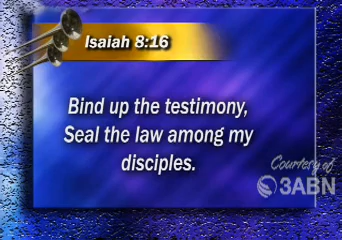 Isaiah 8:16
Bind up the testimony,
Seal the law among my
disciples.
Courtesy of
3ABN